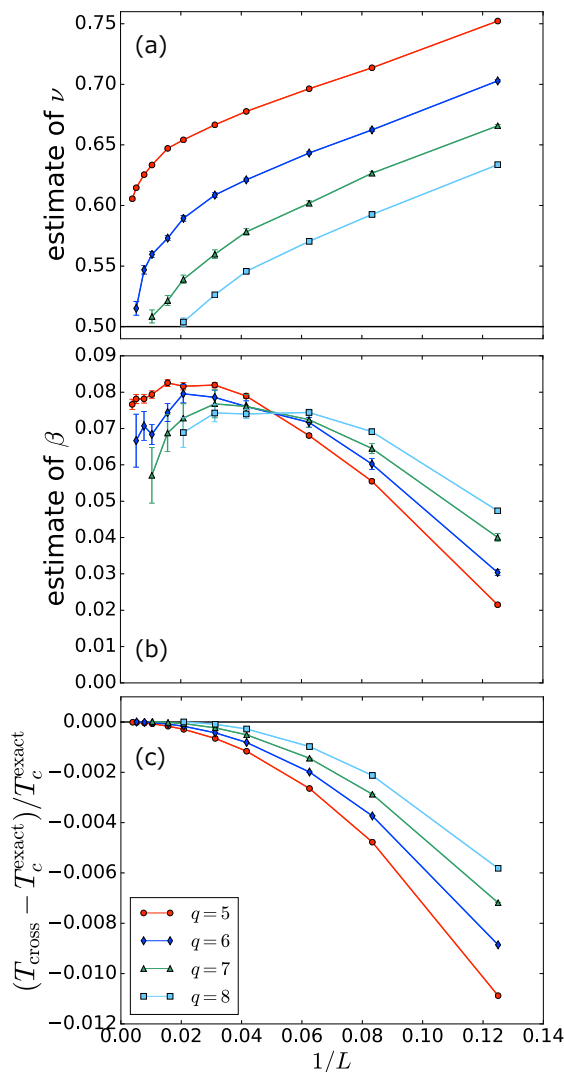 (a)
estimate of ν
0.75
0.70
0.65
0.60
0.55
0.50
(b)
estimate of β
0.09
0.08
0.07
0.06
0.05
0.04
0.03
0.02
0.01
0.00
(c)
(T_cross − T_c^exact)/T_c^exact
0.000
−0.002
−0.004
−0.006
−0.008
−0.010
−0.012
q = 5
q = 6
q = 7
q = 8
0.00 0.02 0.04 0.06 0.08 0.10 0.12 0.14
1/L